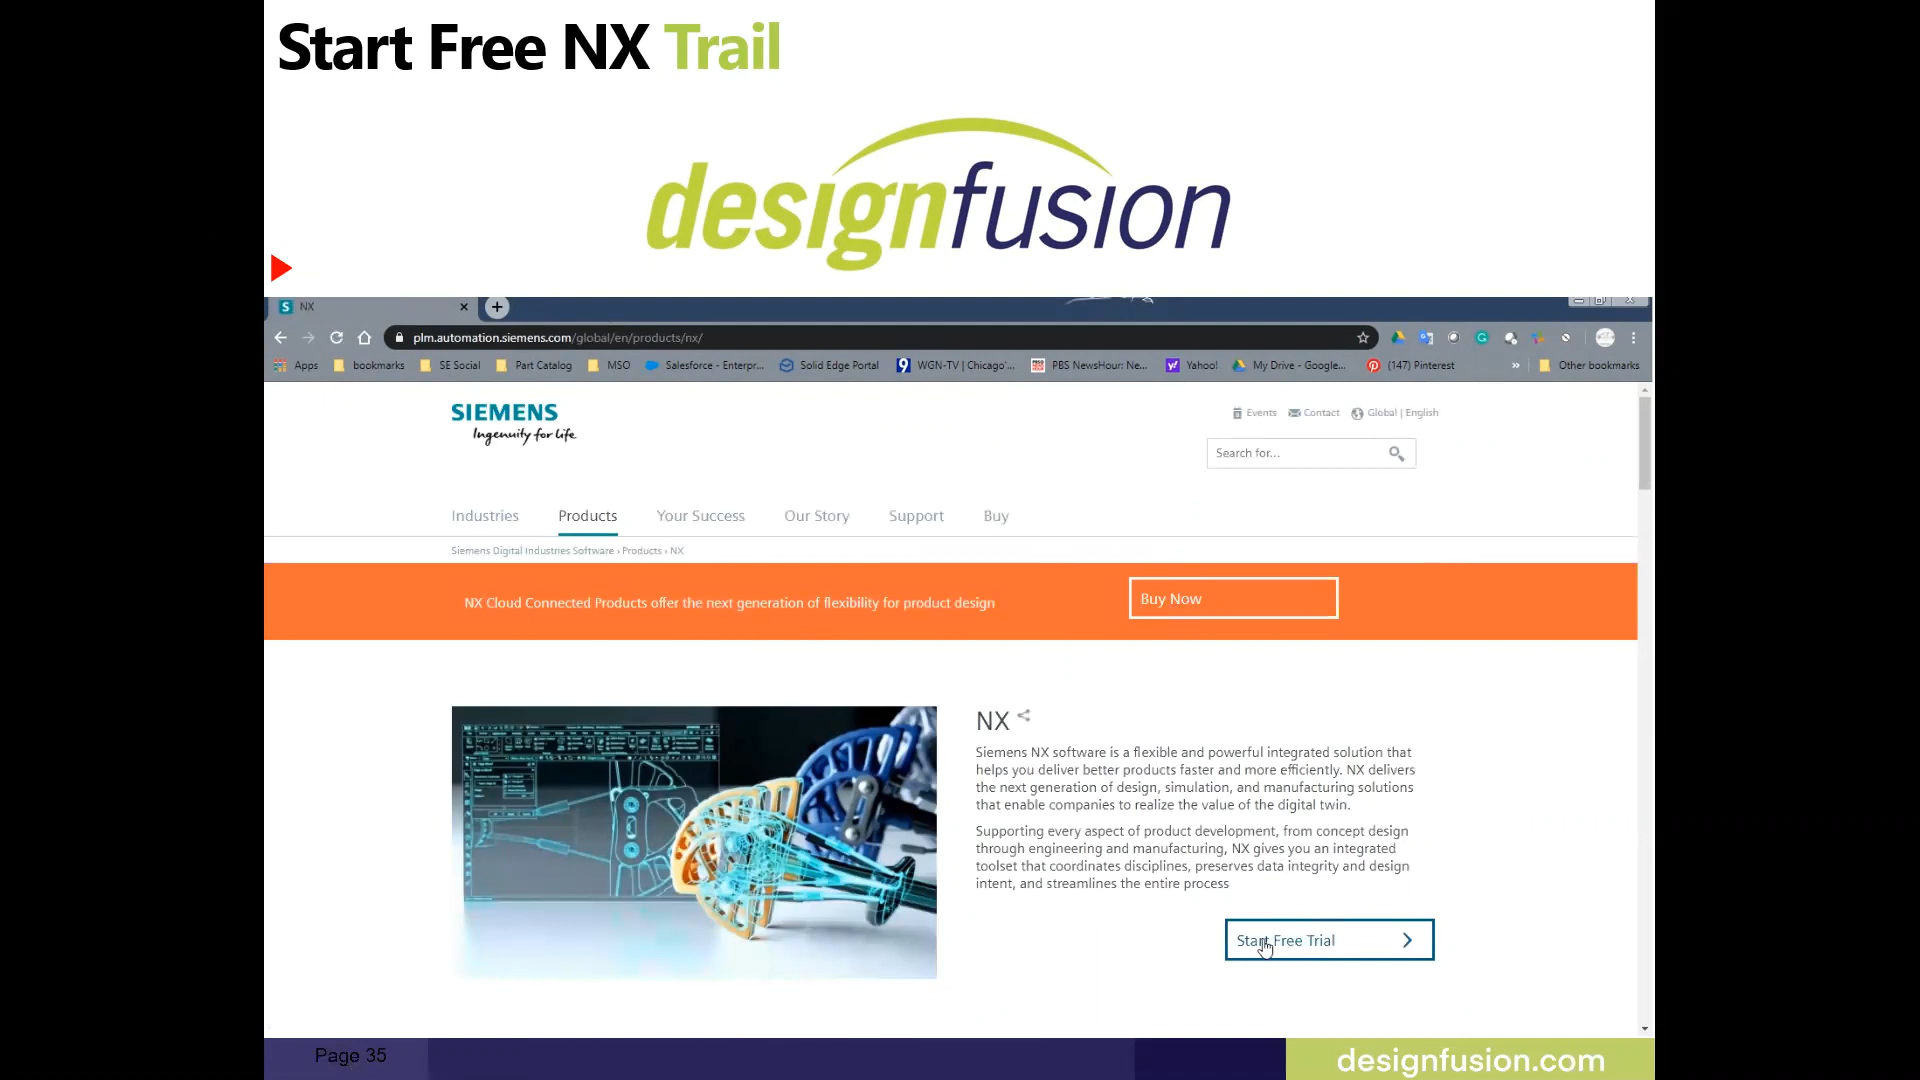 Start Free NX Trail
designfusion
NX
plm.automation.siemens.com/global/en/products/nx/
Apps bookmarks SE Social Part Catalog MSO Salesforce - Enterpr... Solid Edge Portal WGN-TV | Chicago'... PBS NewsHour: Ne... Yahoo! My Drive - Google... (147) Pinterest » Other bookmarks
SIEMENS
Ingenuity for life
Events Contact Global | English
Search for...
Industries Products Your Success Our Story Support Buy
Siemens Digital Industries Software › Products › NX
NX Cloud Connected Products offer the next generation of flexibility for product design
Buy Now
NX
Siemens NX software is a flexible and powerful integrated solution that
helps you deliver better products faster and more efficiently. NX delivers
the next generation of design, simulation, and manufacturing solutions
that enable companies to realize the value of the digital twin.
Supporting every aspect of product development, from concept design
through engineering and manufacturing, NX gives you an integrated
toolset that coordinates disciplines, preserves data integrity and design
intent, and streamlines the entire process
Start Free Trial
Page 35
designfusion.com